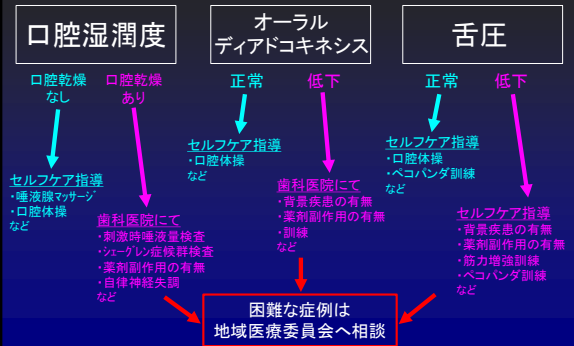 口腔湿潤度
オーラル
ディアドコキネシス
舌圧
口腔乾燥
なし
口腔乾燥
あり
正常
低下
正常
低下
セルフケア指導
・唾液腺マッサージ
・口腔体操
など
歯科医院にて
・刺激時唾液量検査
・シェーグレン症候群検査
・薬剤副作用の有無
・自律神経失調
など
セルフケア指導
・口腔体操
など
歯科医院にて
・背景疾患の有無
・薬剤副作用の有無
・訓練
など
セルフケア指導
・口腔体操
・ペコパンダ訓練
など
セルフケア指導
・背景疾患の有無
・薬剤副作用の有無
・筋力増強訓練
・ペコパンダ訓練
など
困難な症例は
地域医療委員会へ相談